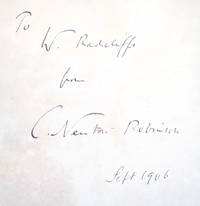 To
W. Radcliffe
from
C. Newton-Robinson
Sept 1906